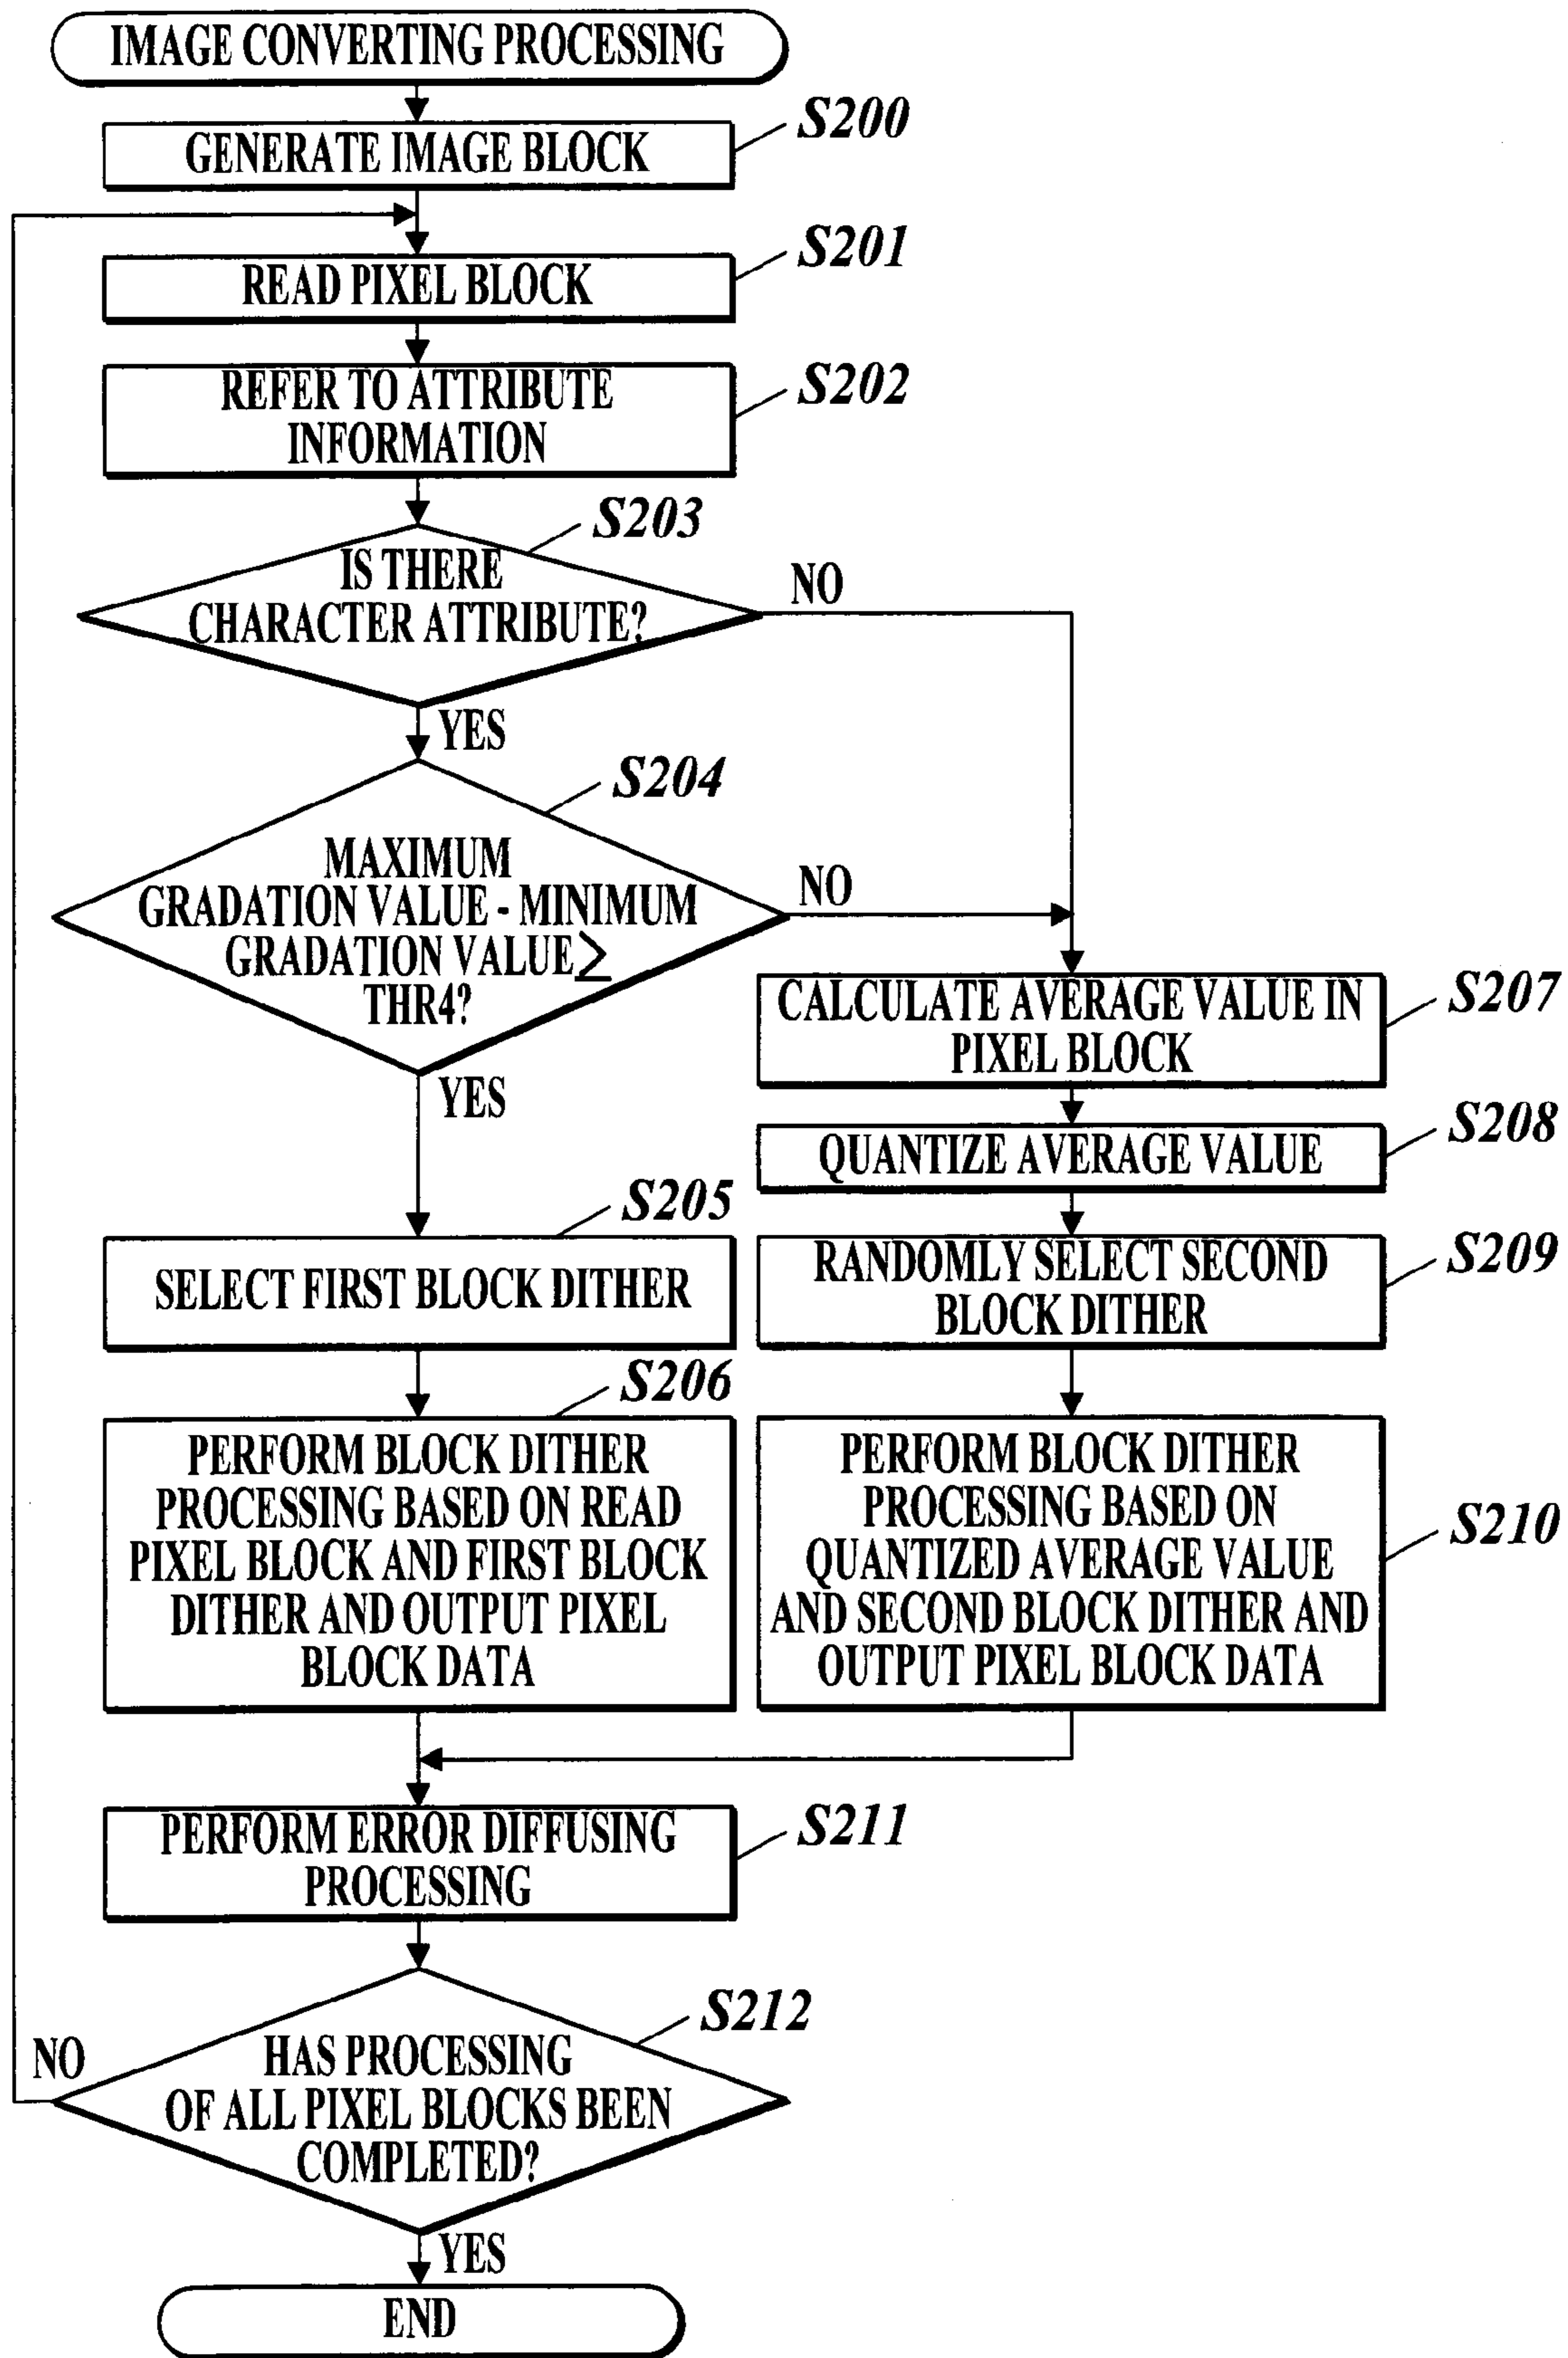 IMAGE CONVERTING PROCESSING
S200
GENERATE IMAGE BLOCK
S201
READ PIXEL BLOCK
S202
REFER TO ATTRIBUTE
INFORMATION
S203
IS THERE
CHARACTER ATTRIBUTE?
NO
YES
S204
MAXIMUM
GRADATION VALUE - MINIMUM
GRADATION VALUE ≥
THR4?
NO
YES
S207
CALCULATE AVERAGE VALUE IN
PIXEL BLOCK
S208
QUANTIZE AVERAGE VALUE
S205
SELECT FIRST BLOCK DITHER
S209
RANDOMLY SELECT SECOND
BLOCK DITHER
S206
PERFORM BLOCK DITHER
PROCESSING BASED ON READ
PIXEL BLOCK AND FIRST BLOCK
DITHER AND OUTPUT PIXEL
BLOCK DATA
PERFORM BLOCK DITHER
PROCESSING BASED ON
QUANTIZED AVERAGE VALUE
AND SECOND BLOCK DITHER AND
OUTPUT PIXEL BLOCK DATA
S210
S211
PERFORM ERROR DIFFUSING
PROCESSING
S212
HAS PROCESSING
OF ALL PIXEL BLOCKS BEEN
COMPLETED?
NO
YES
END